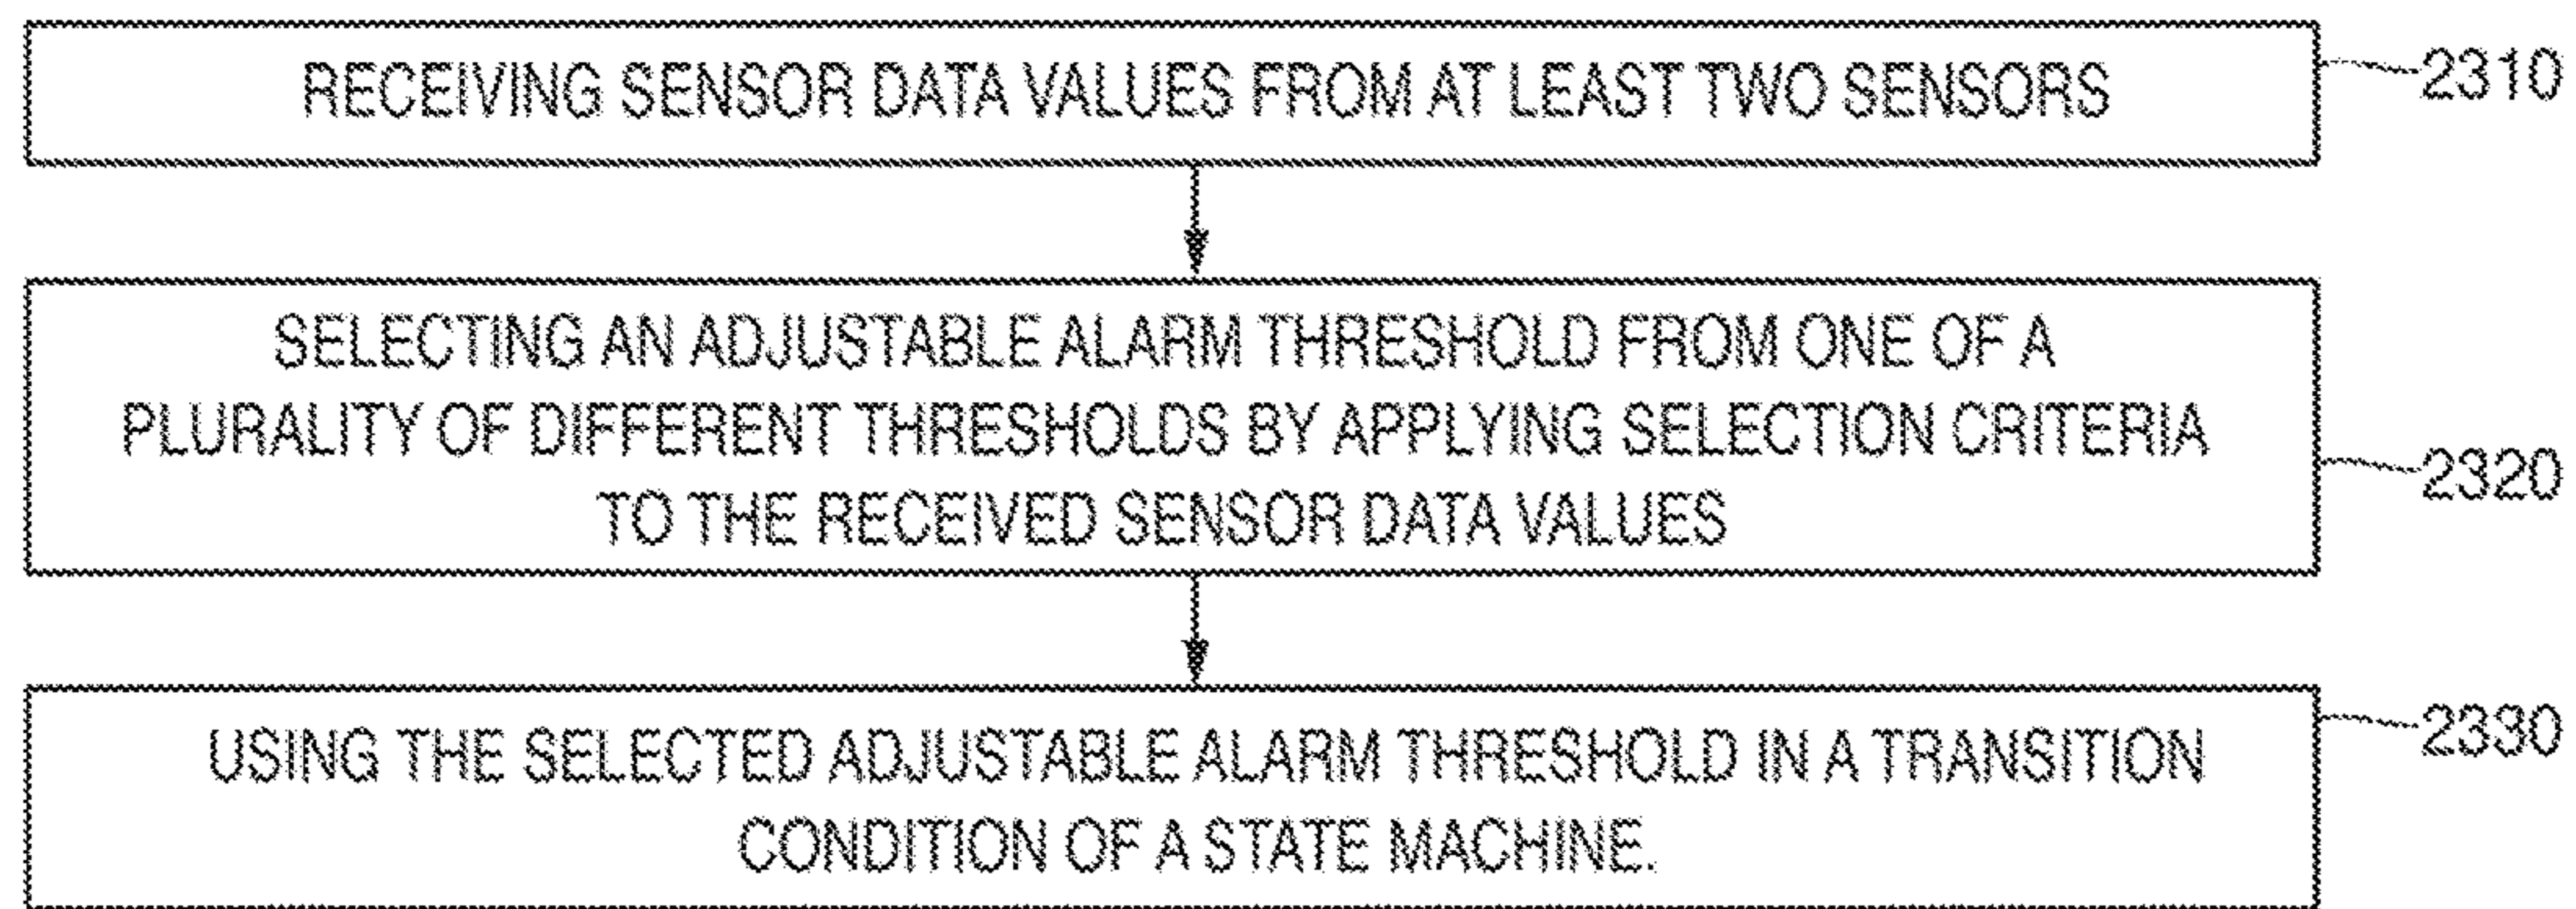 RECEIVING SENSOR DATA VALUES FROM AT LEAST TWO SENSORS
2310
SELECTING AN ADJUSTABLE ALARM THRESHOLD FROM ONE OF A
PLURALITY OF DIFFERENT THRESHOLDS BY APPLYING SELECTION CRITERIA
TO THE RECEIVED SENSOR DATA VALUES
2320
USING THE SELECTED ADJUSTABLE ALARM THRESHOLD IN A TRANSITION
CONDITION OF A STATE MACHINE.
2330